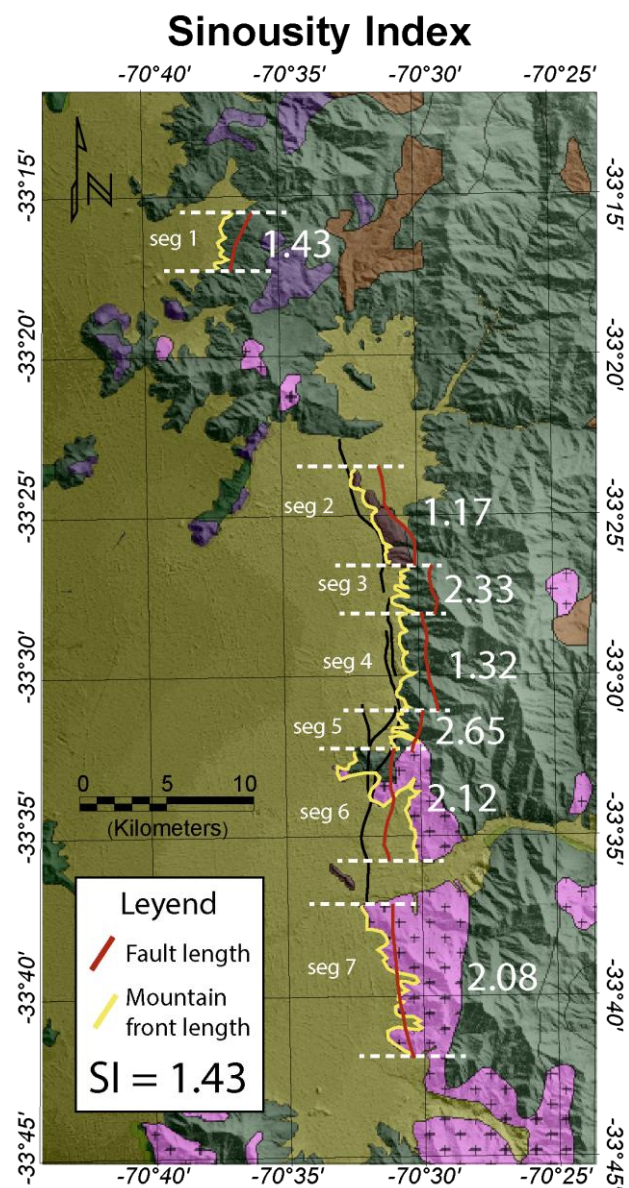 Sinousity Index
-70°40' -70°35' -70°30' -70°25'
-33°15' -33°15'
N
seg 1 1.43
-33°20' -33°20'
-33°25' -33°25'
seg 2 1.17
seg 3 2.33
seg 4 1.32
-33°30' -33°30'
seg 5 2.65
0 5 10
(Kilometers)
seg 6 2.12
-33°35' -33°35'
Leyend
Fault length
Mountain
front length
SI = 1.43
seg 7 2.08
-33°40' -33°40'
-33°45' -33°45'
-70°40' -70°35' -70°30' -70°25'